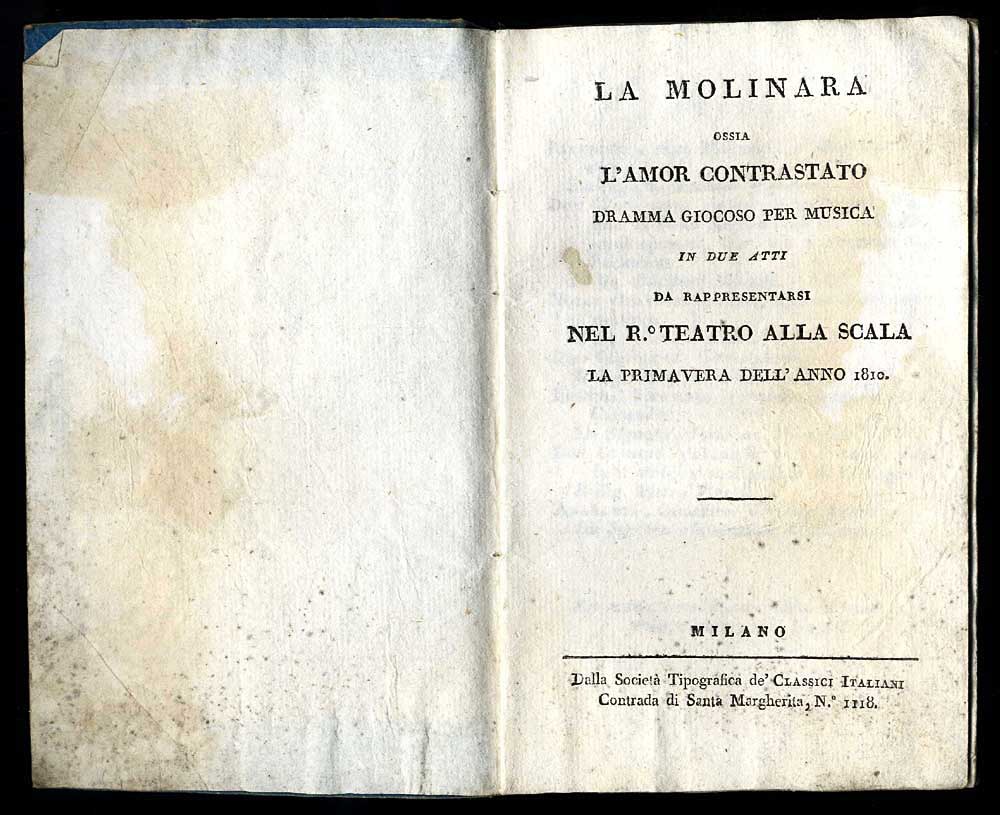 LA MOLINARA
OSSIA
L'AMOR CONTRASTATO
DRAMMA GIOCOSO PER MUSICA
IN DUE ATTI
DA RAPPRESENTARSI
NEL R.º TEATRO ALLA SCALA
LA PRIMAVERA DELL'ANNO 1810.
MILANO
Dalla Società Tipografica de' CLASSICI ITALIANI
Contrada di Santa Margherita, N.º 1118.